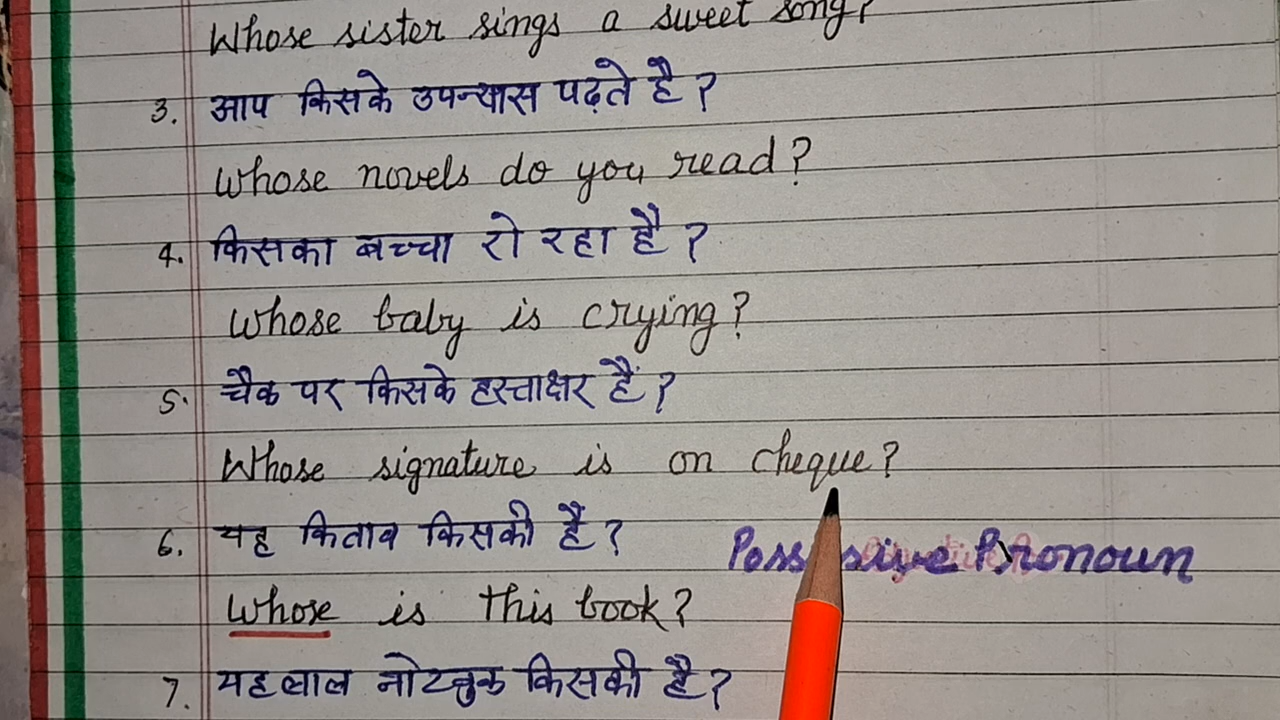 Whose sister sings a sweet song?
3. आप किसके उपन्यास पढ़ते है?
Whose novels do you read?
4. किसका बच्चा रो रहा है?
Whose baby is crying?
5. चैक पर किसके हस्ताक्षर हैं?
Whose signature is on cheque?
6. यह किताब किसकी हैं?
Possessive Pronoun
Whose is this book?
7. यह लाल नोटबुक किसकी है?